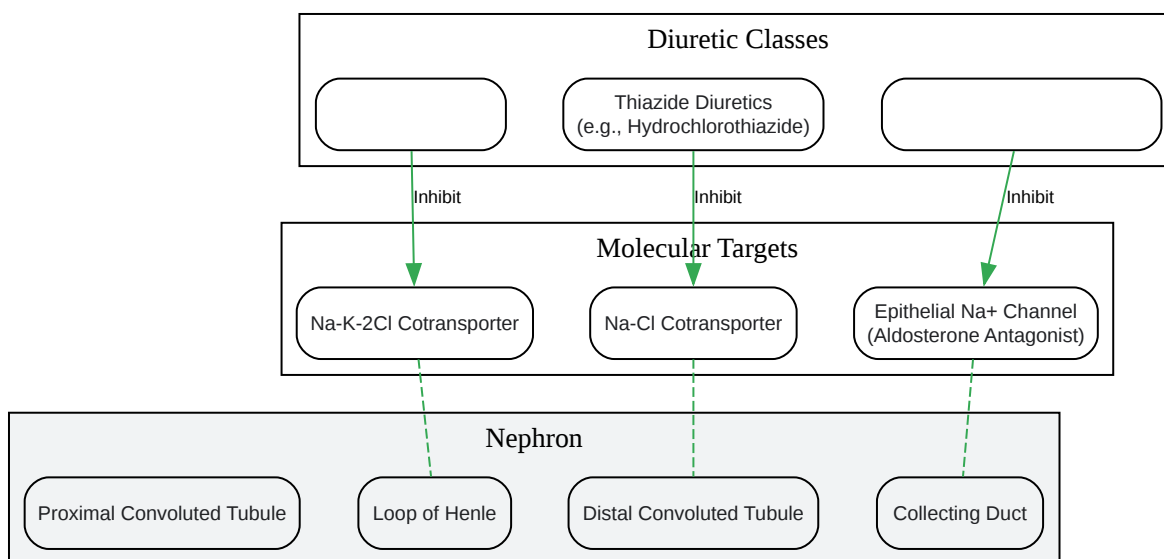 Diuretic Classes
Thiazide Diuretics
(e.g., Hydrochlorothiazide)
Inhibit
Inhibit
Inhibit
Molecular Targets
Na-K-2Cl Cotransporter
Na-Cl Cotransporter
Epithelial Na+ Channel
(Aldosterone Antagonist)
Nephron
Proximal Convoluted Tubule
Loop of Henle
Distal Convoluted Tubule
Collecting Duct